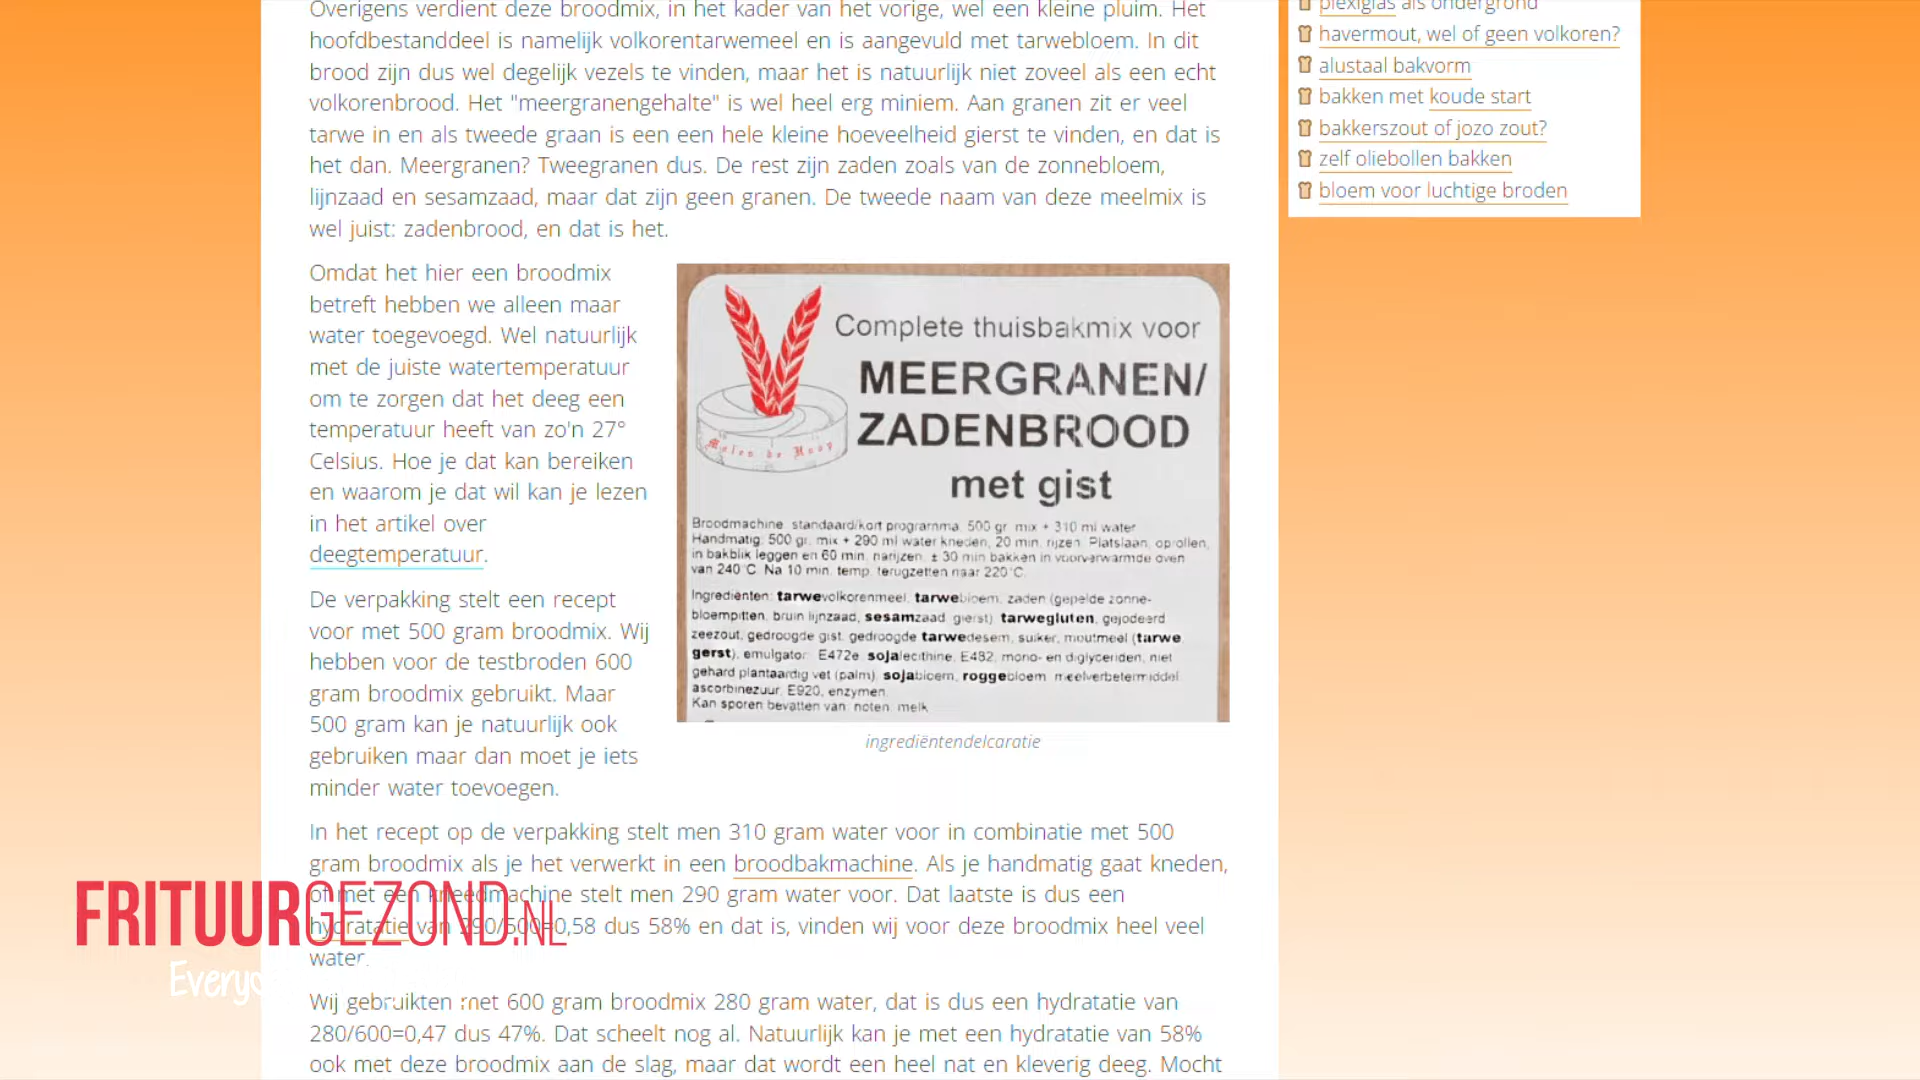 Overigens verdient deze broodmix, in het kader van het vorige, wel een kleine pluim. Het
hoofdbestanddeel is namelijk volkorentarwemeel en is aangevuld met tarwebloem. In dit
brood zijn dus wel degelijk vezels te vinden, maar het is natuurlijk niet zoveel als een echt
volkorenbrood. Het "meergranengehalte" is wel heel erg miniem. Aan granen zit er veel
tarwe in en als tweede graan is een een hele kleine hoeveelheid gierst te vinden, en dat is
het dan. Meergranen? Tweegranen dus. De rest zijn zaden zoals van de zonnebloem,
lijnzaad en sesamzaad, maar dat zijn geen granen. De tweede naam van deze meelmix is
wel juist: zadenbrood, en dat is het.
Omdat het hier een broodmix
betreft hebben we alleen maar
water toegevoegd. Wel natuurlijk
met de juiste watertemperatuur
om te zorgen dat het deeg een
temperatuur heeft van zo'n 27°
Celsius. Hoe je dat kan bereiken
en waarom je dat wil kan je lezen
in het artikel over
deegtemperatuur.
De verpakking stelt een recept
voor met 500 gram broodmix. Wij
hebben voor de testbroden 600
gram broodmix gebruikt. Maar
500 gram kan je natuurlijk ook
gebruiken maar dan moet je iets
minder water toevoegen.
Complete thuisbakmix voor
MEERGRANEN/
ZADENBROOD
met gist
Molen de Hoop
Broodmachine: standaard/kort programma, 500 gr. mix + 310 ml water
Handmatig: 500 gr. mix + 290 ml water kneden, 20 min. rijzen. Platslaan, oprollen,
in bakblik leggen en 60 min. narijzen, ± 30 min bakken in voorverwarmde oven
van 240°C. Na 10 min. temp. terugzetten naar 220°C.
Ingrediënten: tarwevolkorenmeel, tarwebloem, zaden (gepelde zonne-
bloempitten, bruin lijnzaad, sesamzaad, gierst), tarwegluten, gejodeerd
zeezout, gedroogde gist, gedroogde tarwedesem, suiker, moutmeel (tarwe,
gerst), emulgator: E472e, sojalecithine, E482, mono- en diglyceriden, niet
gehard plantaardig vet (palm), sojabloem, roggebloem, meelverbetermiddel:
ascorbinezuur, E920, enzymen.
Kan sporen bevatten van: noten, melk
ingrediëntendelcaratie
In het recept op de verpakking stelt men 310 gram water voor in combinatie met 500
gram broodmix als je het verwerkt in een broodbakmachine. Als je handmatig gaat kneden,
of met een kneedmachine stelt men 290 gram water voor. Dat laatste is dus een
hydratatie van 290/500=0,58 dus 58% en dat is, vinden wij voor deze broodmix heel veel
water.
Wij gebruikten met 600 gram broodmix 280 gram water, dat is dus een hydratatie van
280/600=0,47 dus 47%. Dat scheelt nog al. Natuurlijk kan je met een hydratatie van 58%
ook met deze broodmix aan de slag, maar dat wordt een heel nat en kleverig deeg. Mocht
plexiglas als ondergrond
havermout, wel of geen volkoren?
alustaal bakvorm
bakken met koude start
bakkerszout of jozo zout?
zelf oliebollen bakken
bloem voor luchtige broden
FRITUURGEZOND.NL